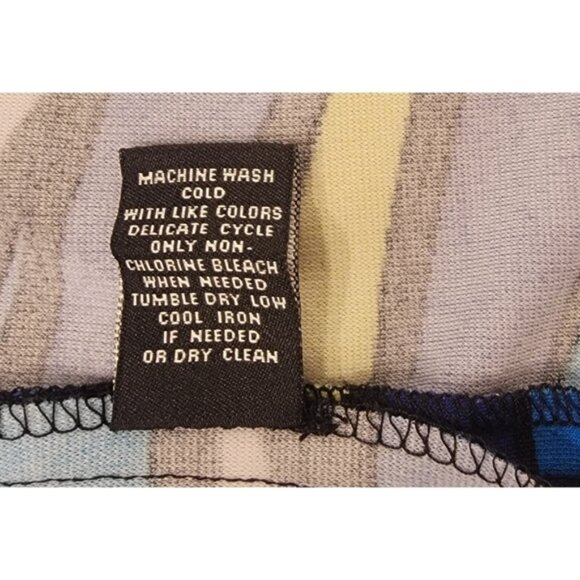 MACHINE WASH
COLD
WITH LIKE COLORS
DELICATE CYCLE
ONLY NON-
CHLORINE BLEACH
WHEN NEEDED
TUMBLE DRY LOW
COOL IRON
IF NEEDED
OR DRY CLEAN